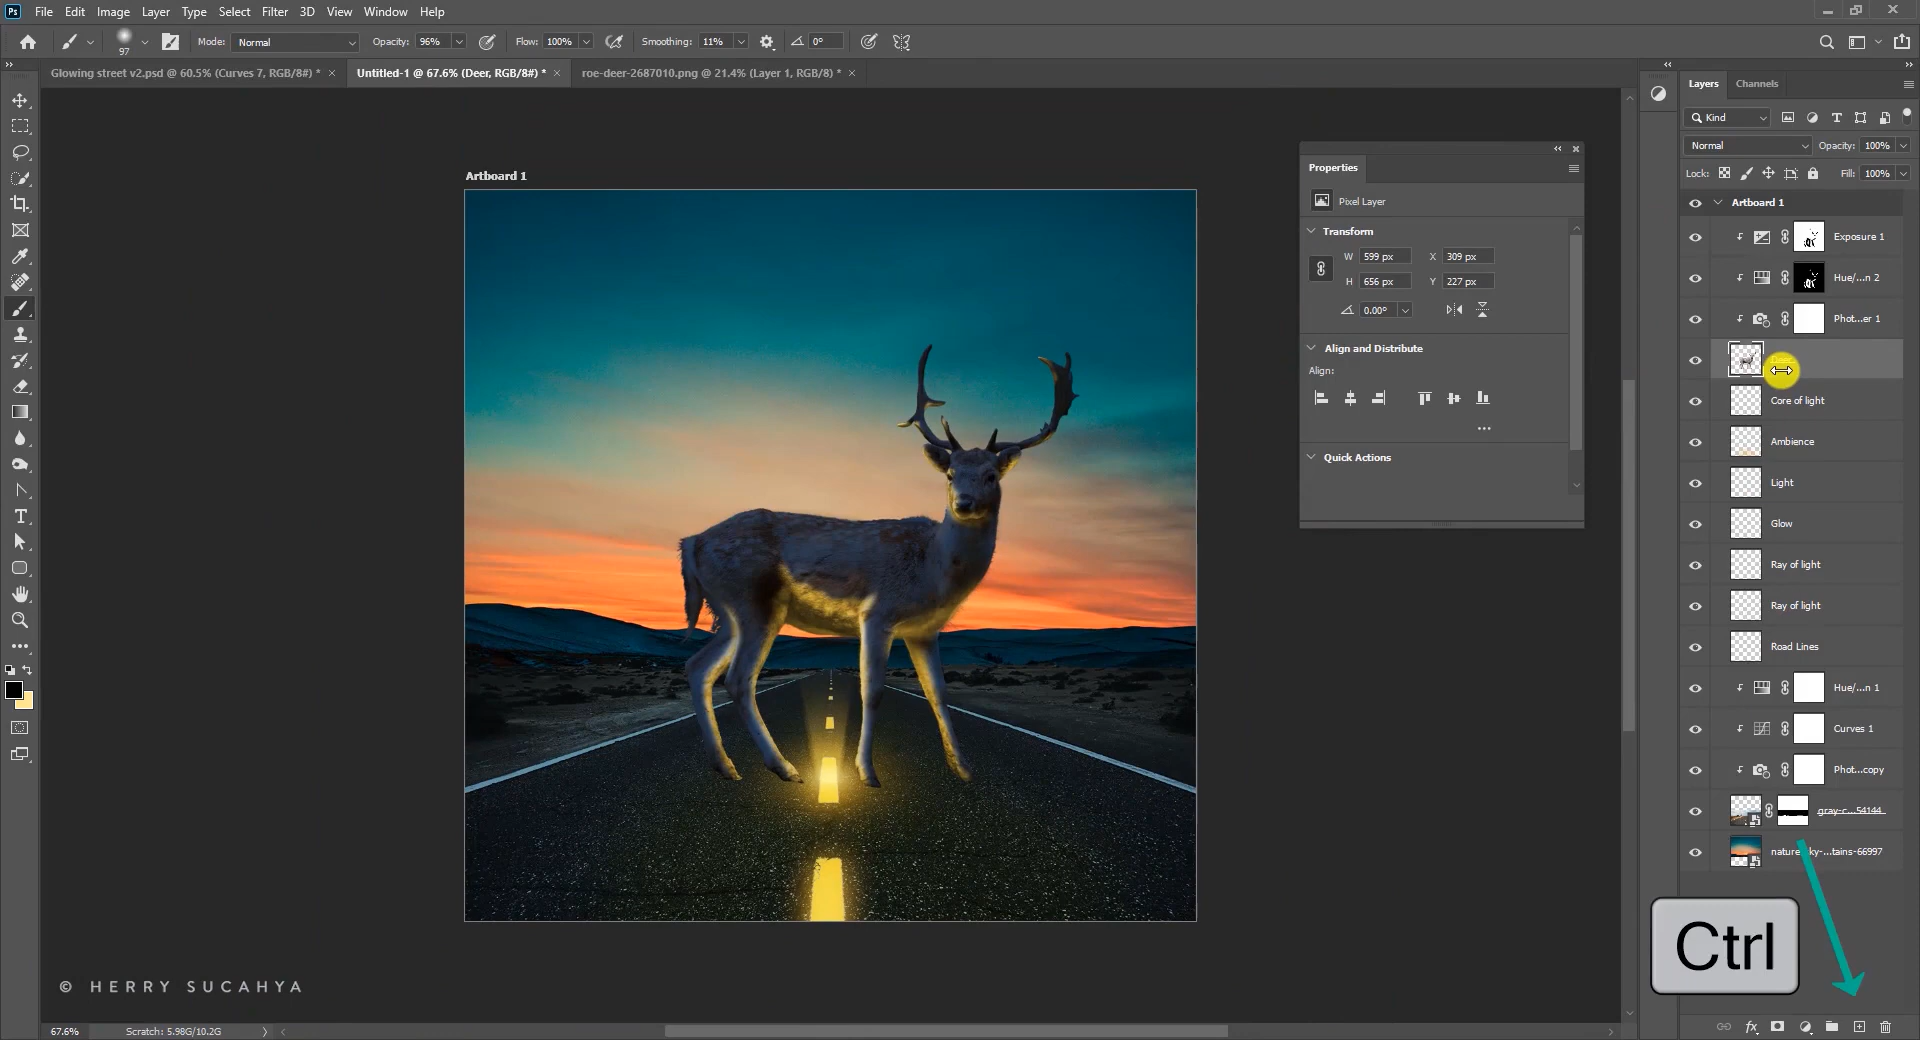 Ps File Edit Image Layer Type Select Filter 3D View Window Help
97 Mode: Normal Opacity: 96% Flow: 100% Smoothing: 11% 0°
Glowing street v2.psd @ 60.5% (Curves 7, RGB/8#) * × Untitled-1 @ 67.6% (Deer, RGB/8#) * × roe-deer-2687010.png @ 21.4% (Layer 1, RGB/8) * ×
Artboard 1
Properties
Pixel Layer
Transform
W 599 px X 309 px
H 656 px Y 227 px
0.00°
Align and Distribute
Align:
Quick Actions
Layers Channels
Kind
Normal Opacity: 100%
Lock: Fill: 100%
Artboard 1
Exposure 1
Hue/...n 2
Phot...er 1
Core of light
Ambience
Light
Glow
Ray of light
Ray of light
Road Lines
Hue/...n 1
Curves 1
Phot...copy
gray-c...54144
nature-sky-...tains-66997
Ctrl
© HERRY SUCAHYA
67.6% Scratch: 5.98G/10.2G
fx